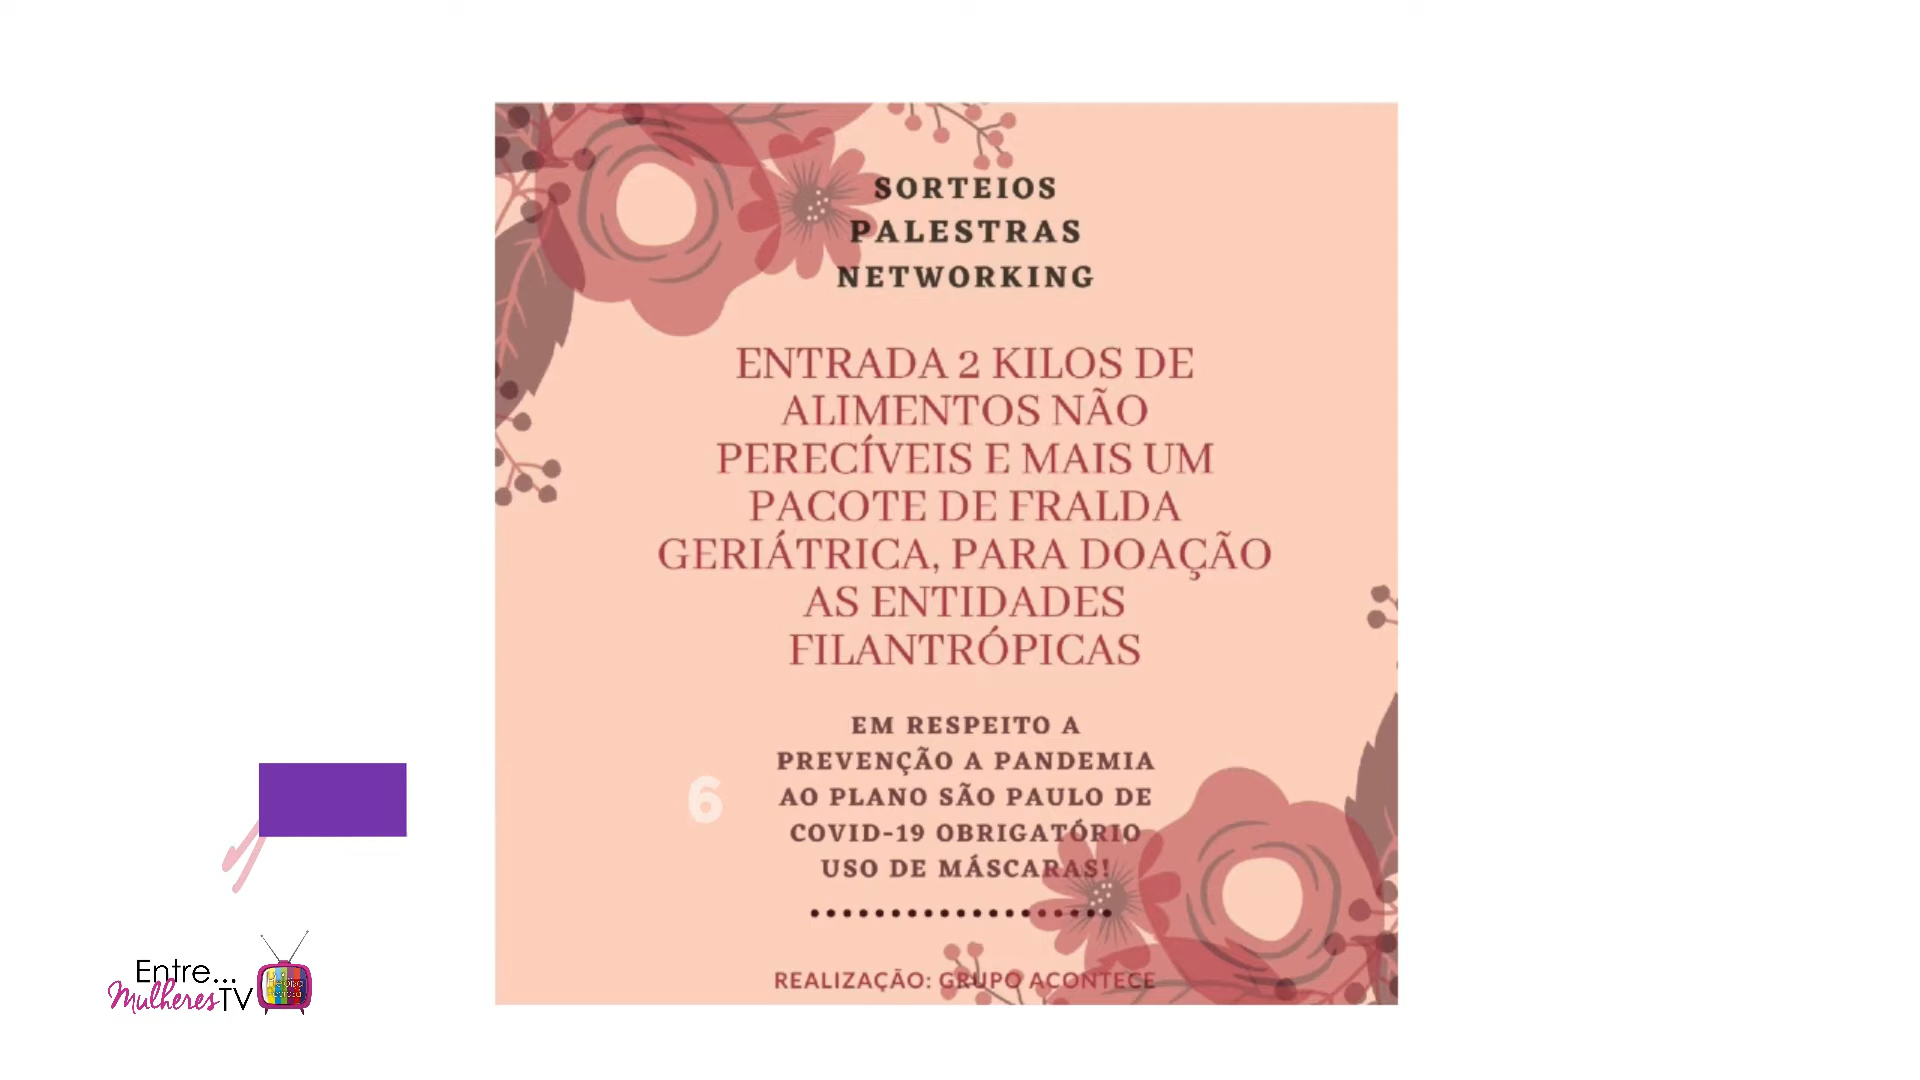 SORTEIOS
PALESTRAS
NETWORKING
ENTRADA 2 KILOS DE
ALIMENTOS NÃO
PERECÍVEIS E MAIS UM
PACOTE DE FRALDA
GERIÁTRICA, PARA DOAÇÃO
AS ENTIDADES
FILANTRÓPICAS
EM RESPEITO A
PREVENÇÃO A PANDEMIA
AO PLANO SÃO PAULO DE
COVID-19 OBRIGATÓRIO
USO DE MÁSCARAS!
6
REALIZAÇÃO: GRUPO ACONTECE
Entre...
Mulheres TV